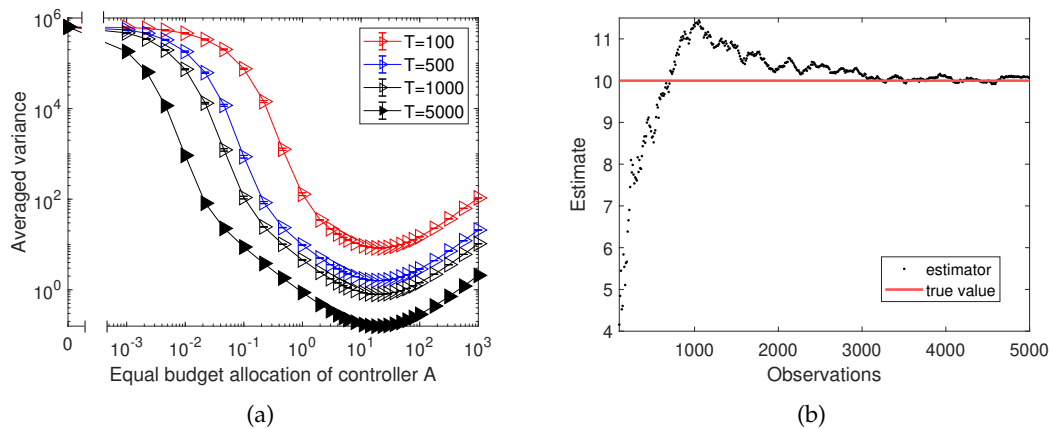 10^6
10^4
10^2
10^0
Averaged variance
T=100
T=500
T=1000
T=5000
0 10^-3 10^-2 10^-1 10^0 10^1 10^2 10^3
Equal budget allocation of controller A
(a)
11
10
9
8
7
6
5
4
Estimate
estimator
true value
1000 2000 3000 4000 5000
Observations
(b)